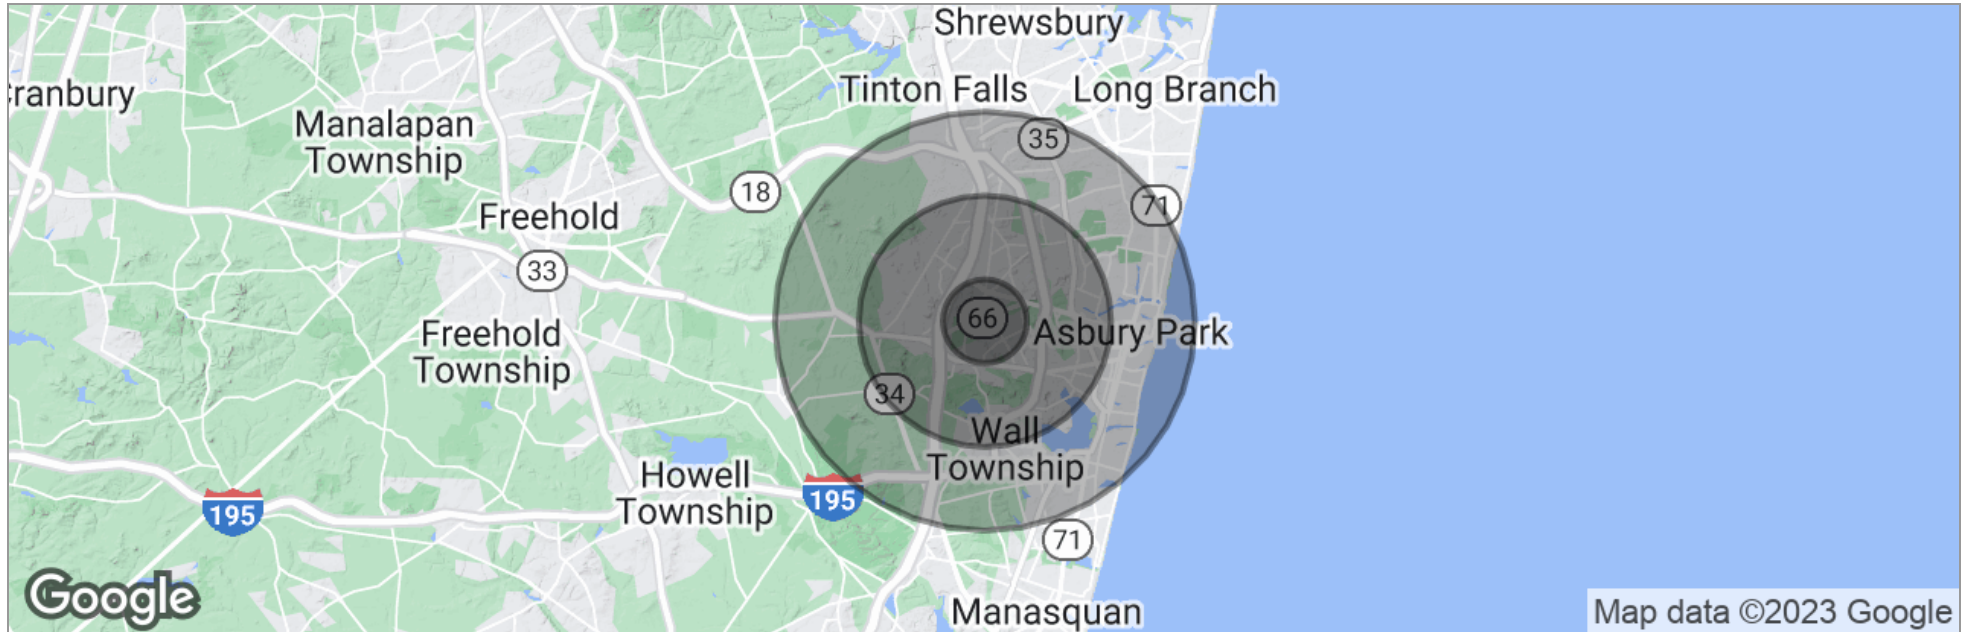 Shrewsbury
Tinton Falls
Long Branch
ranbury
Manalapan
Township
35
18
71
Freehold
33
66
Asbury Park
Freehold
Township
34
Wall
Township
Howell
Township
195
195
71
Google
Manasquan
Map data ©2023 Google